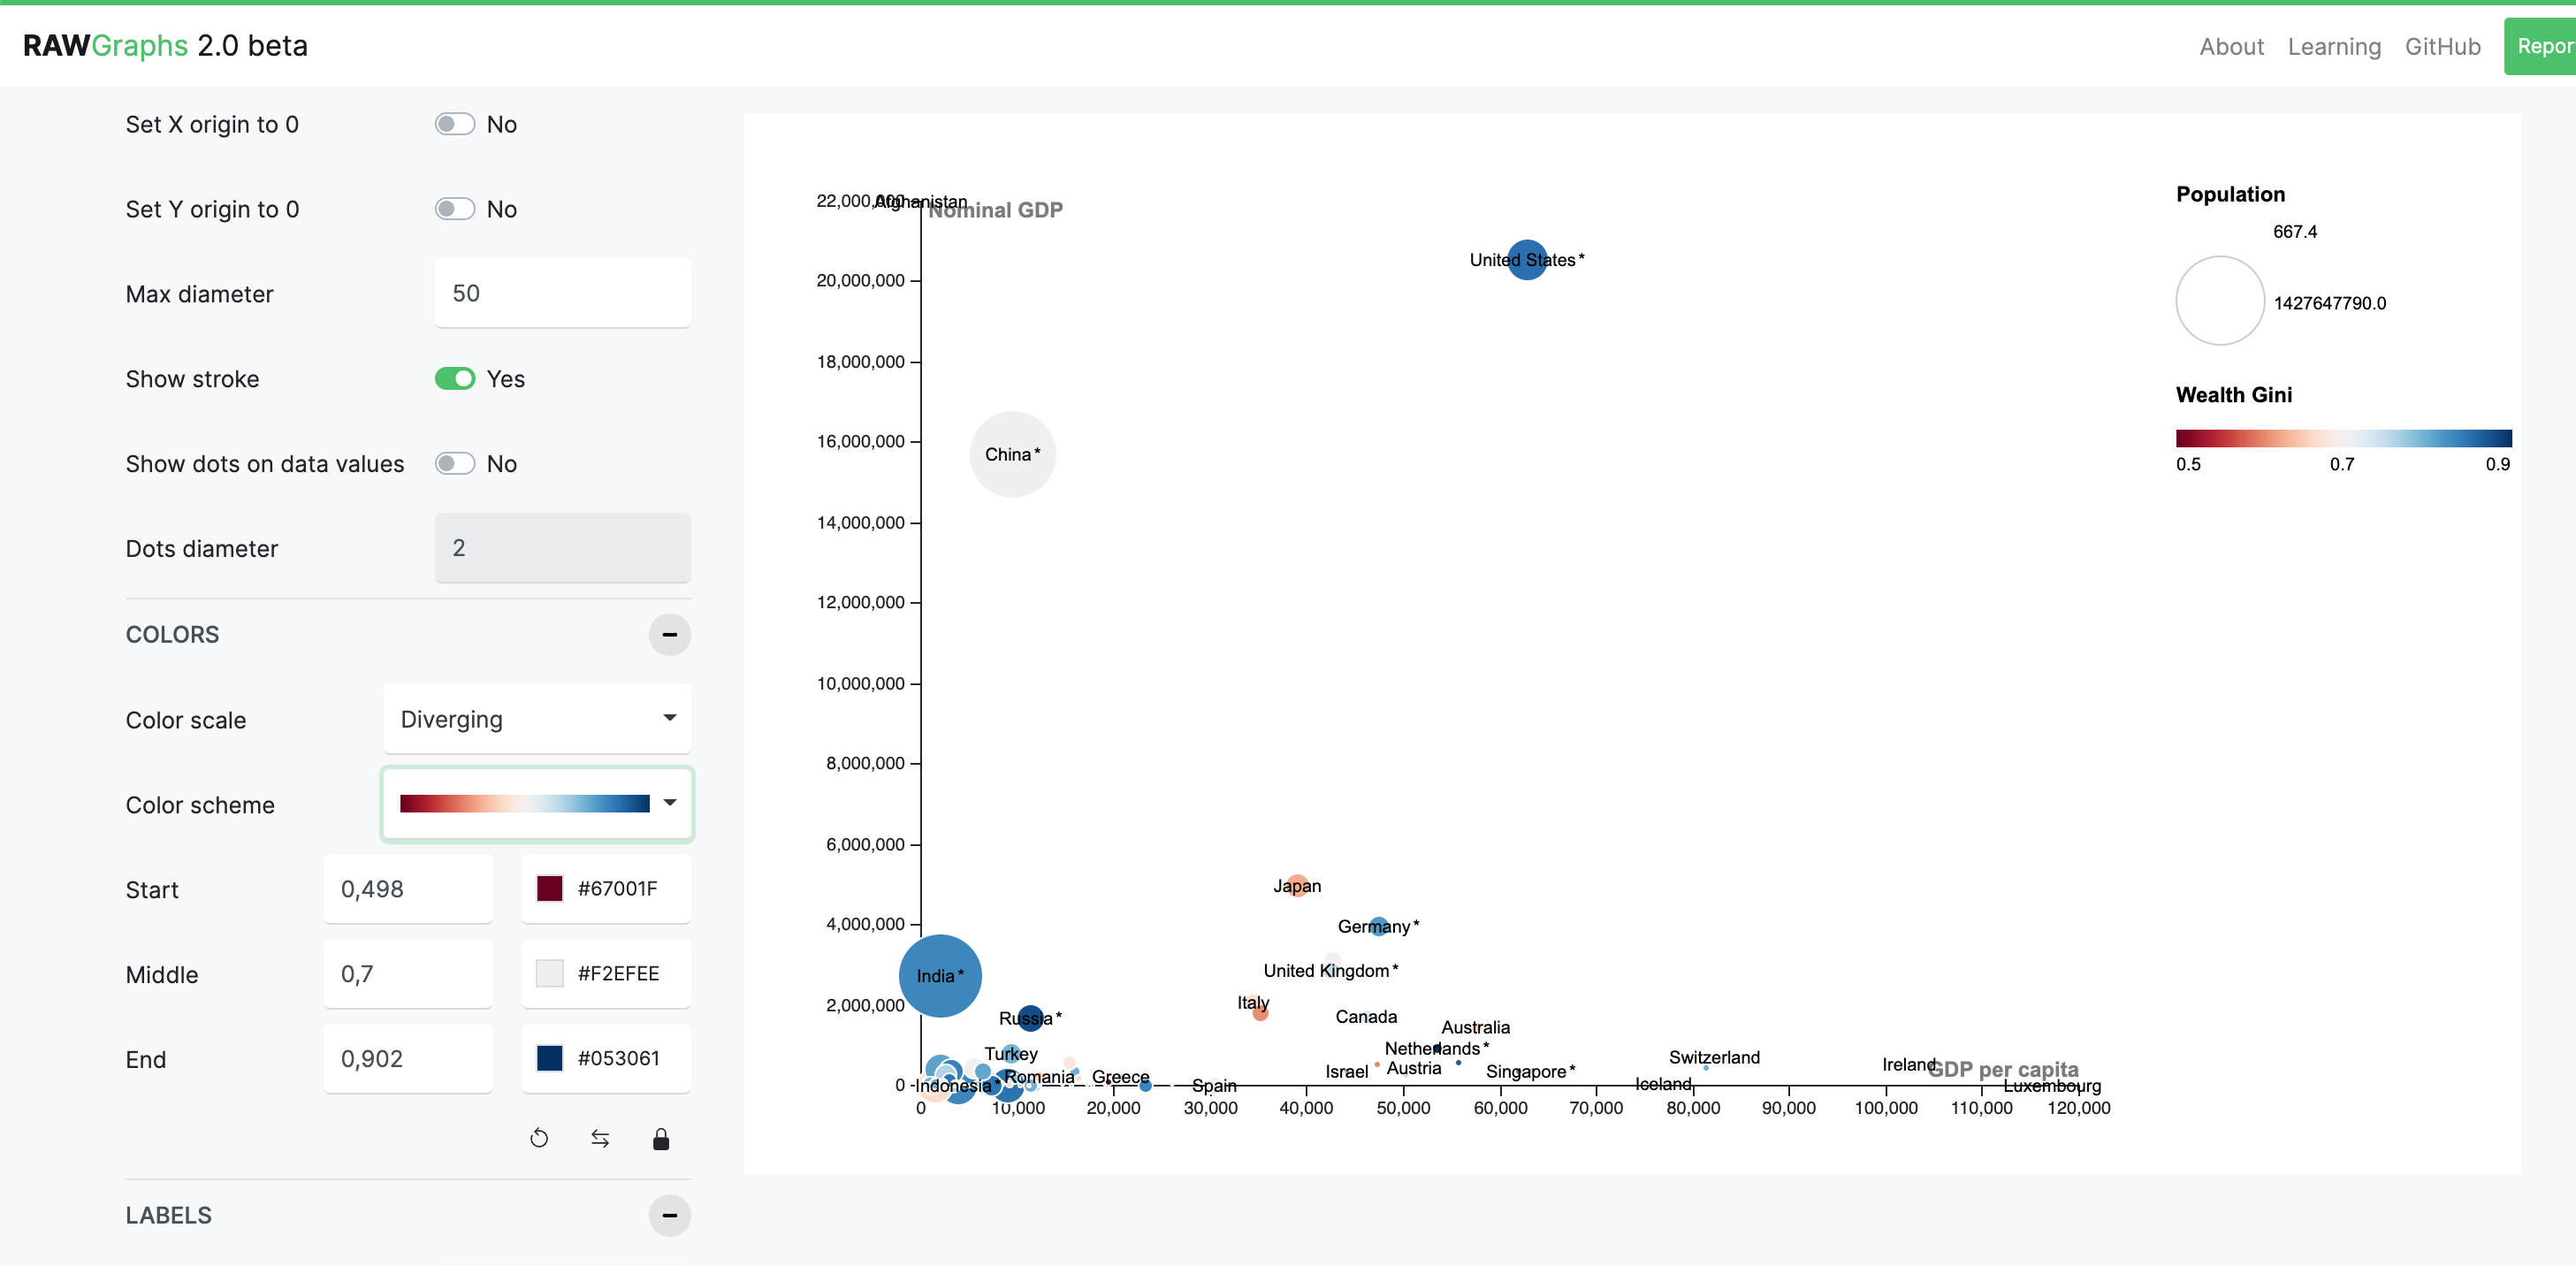 RAWGraphs 2.0 beta
About Learning GitHub Repor
Set X origin to 0 No
Set Y origin to 0 No
Max diameter 50
Show stroke Yes
Show dots on data values No
Dots diameter 2
COLORS
Color scale Diverging
Color scheme
Start 0,498 #67001F
Middle 0,7 #F2EFEE
End 0,902 #053061
LABELS
22,000,000
Afghanistan
Nominal GDP
20,000,000
18,000,000
16,000,000
14,000,000
12,000,000
10,000,000
8,000,000
6,000,000
4,000,000
2,000,000
0
United States *
China *
Japan
Germany *
India *
United Kingdom *
Italy
Russia *
Canada
Australia
Turkey
Netherlands *
Switzerland
Ireland
GDP per capita
Israel
Austria
Singapore *
Romania
Greece
Indonesia *
Spain
Iceland
Luxembourg
0 10,000 20,000 30,000 40,000 50,000 60,000 70,000 80,000 90,000 100,000 110,000 120,000
Population
667.4
1427647790.0
Wealth Gini
0.5 0.7 0.9